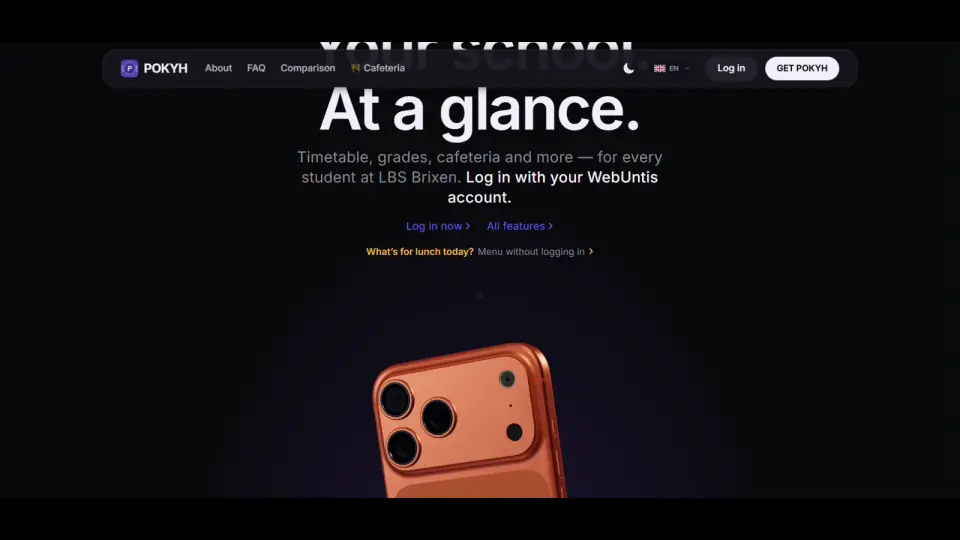 Your school.
P POKYH About FAQ Comparison Cafeteria EN Log in GET POKYH
At a glance.
Timetable, grades, cafeteria and more — for every
student at LBS Brixen. Log in with your WebUntis
account.
Log in now All features
What's for lunch today? Menu without logging in